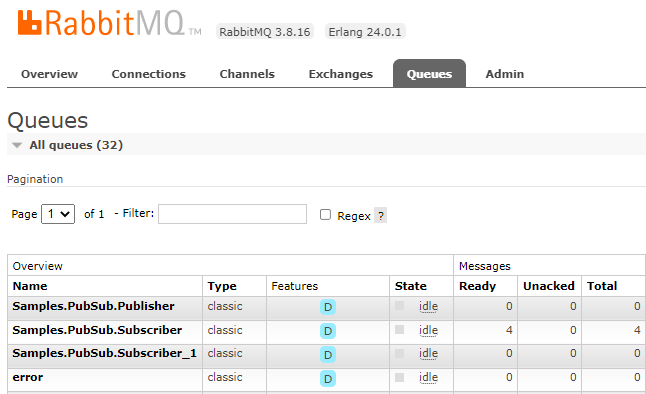 RabbitMQ TM RabbitMQ 3.8.16 Erlang 24.0.1
Overview Connections Channels Exchanges Queues Admin
Queues
All queues (32)
Pagination
Page 1 of 1 - Filter: Regex ?
Overview Messages
Name Type Features State Ready Unacked Total
Samples.PubSub.Publisher classic D idle 0 0 0
Samples.PubSub.Subscriber classic D idle 4 0 4
Samples.PubSub.Subscriber_1 classic D idle 0 0 0
error classic D idle 0 0 0